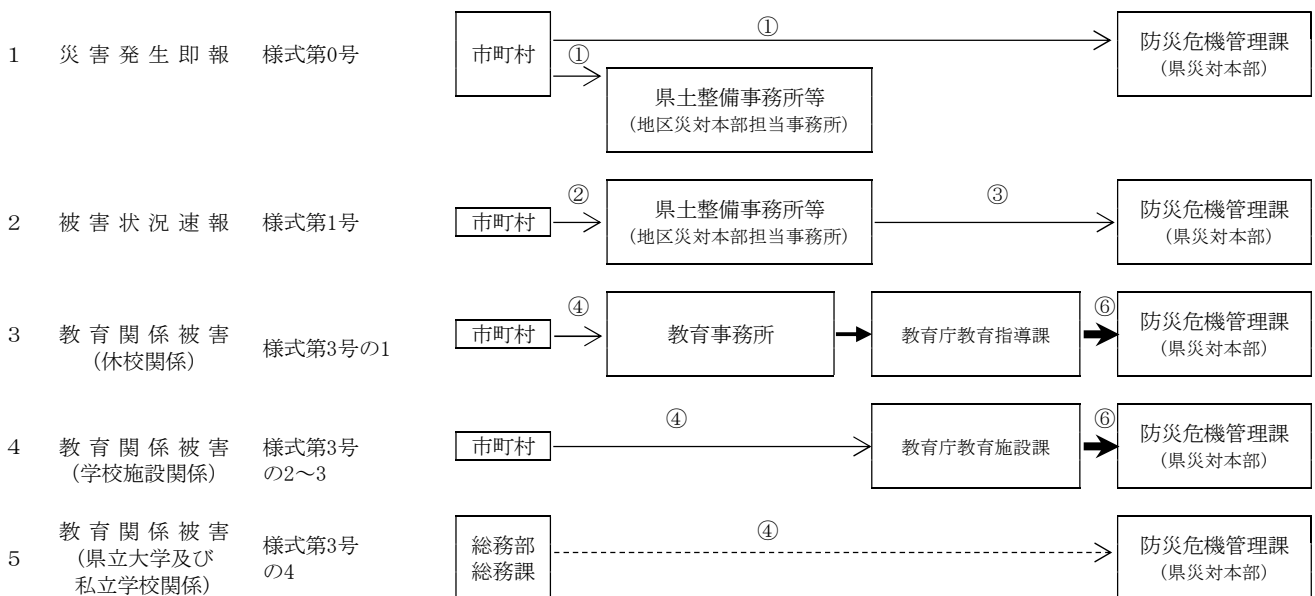 ①
1 災害発生即報 様式第0号 市町村 防災危機管理課
(県災対本部)
①
県土整備事務所等
(地区災対本部担当事務所)
② ③
2 被害状況速報 様式第1号 市町村 県土整備事務所等 防災危機管理課
(地区災対本部担当事務所) (県災対本部)
④ ⑥
3 教育関係被害 様式第3号の1 市町村 教育事務所 教育庁教育指導課 防災危機管理課
(休校関係) (県災対本部)
④ ⑥
4 教育関係被害 様式第3号 市町村 教育庁教育施設課 防災危機管理課
(学校施設関係) の2～3 (県災対本部)
④
教育関係被害 様式第3号 総務部 防災危機管理課
5 (県立大学及び の4 総務課 (県災対本部)
私立学校関係)